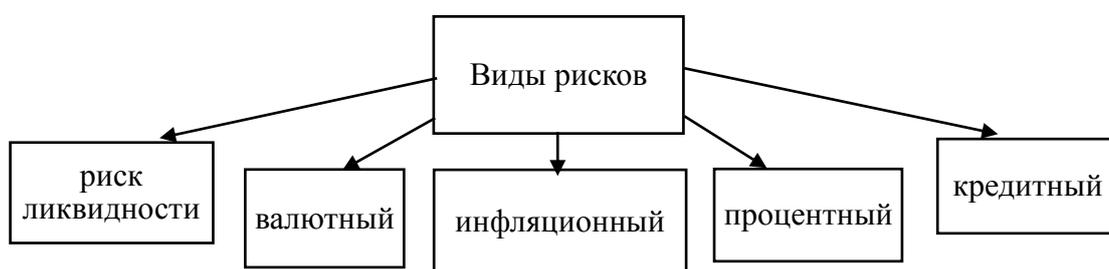 Виды рисков
риск
ликвидности
валютный
инфляционный
процентный
кредитный